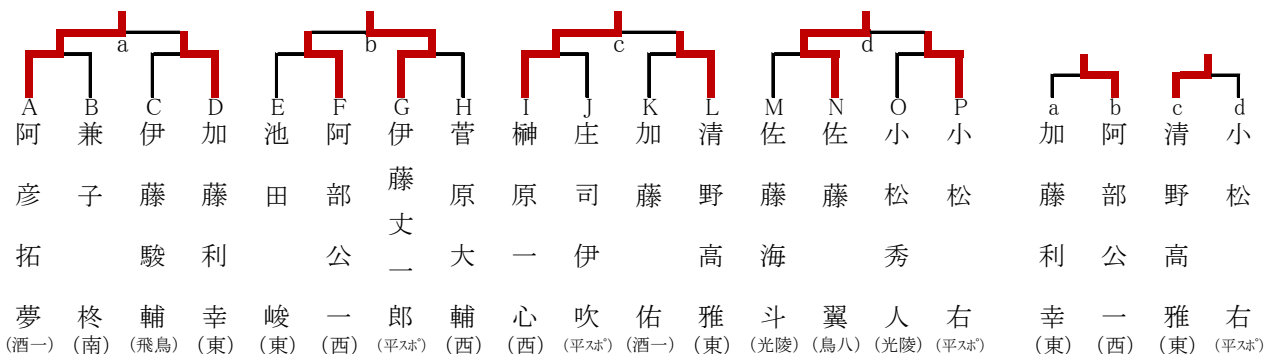 a
b
c
d
A B C D E F G H I J K L M N O P
a b c d
阿彦拓夢
(酒一)
兼子柊
(南)
伊藤駿輔
(飛鳥)
加藤利幸
(東)
池田峻
(東)
阿部公一
(西)
伊藤丈一郎
(平スポ)
菅原大輔
(西)
榊原一心
(西)
庄司伊吹
(平スポ)
加藤佑
(酒一)
清野高雅
(東)
佐藤海斗
(光陵)
佐藤翼
(鳥八)
小松秀人
(光陵)
小松右
(平スポ)
加藤利幸
(東)
阿部公一
(西)
清野高雅
(東)
小松右
(平スポ)